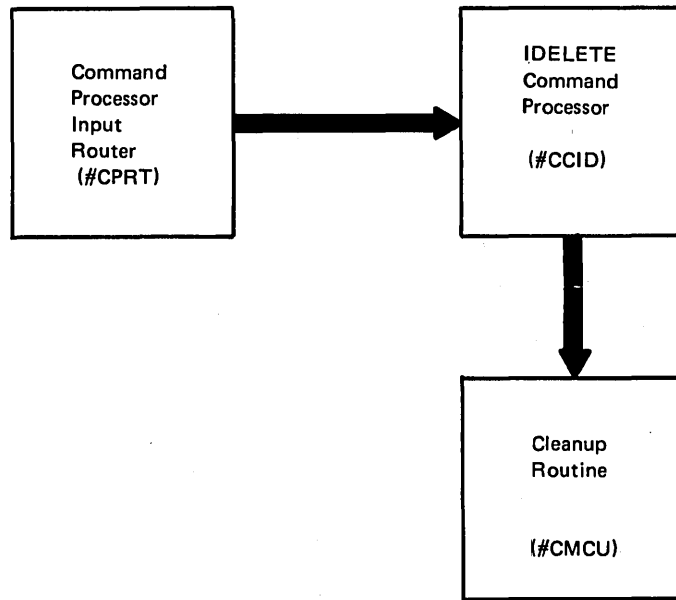 Command
Processor
Input
Router
(#CPRT)
IDELETE
Command
Processor
(#CCID)
Cleanup
Routine
(#CMCU)